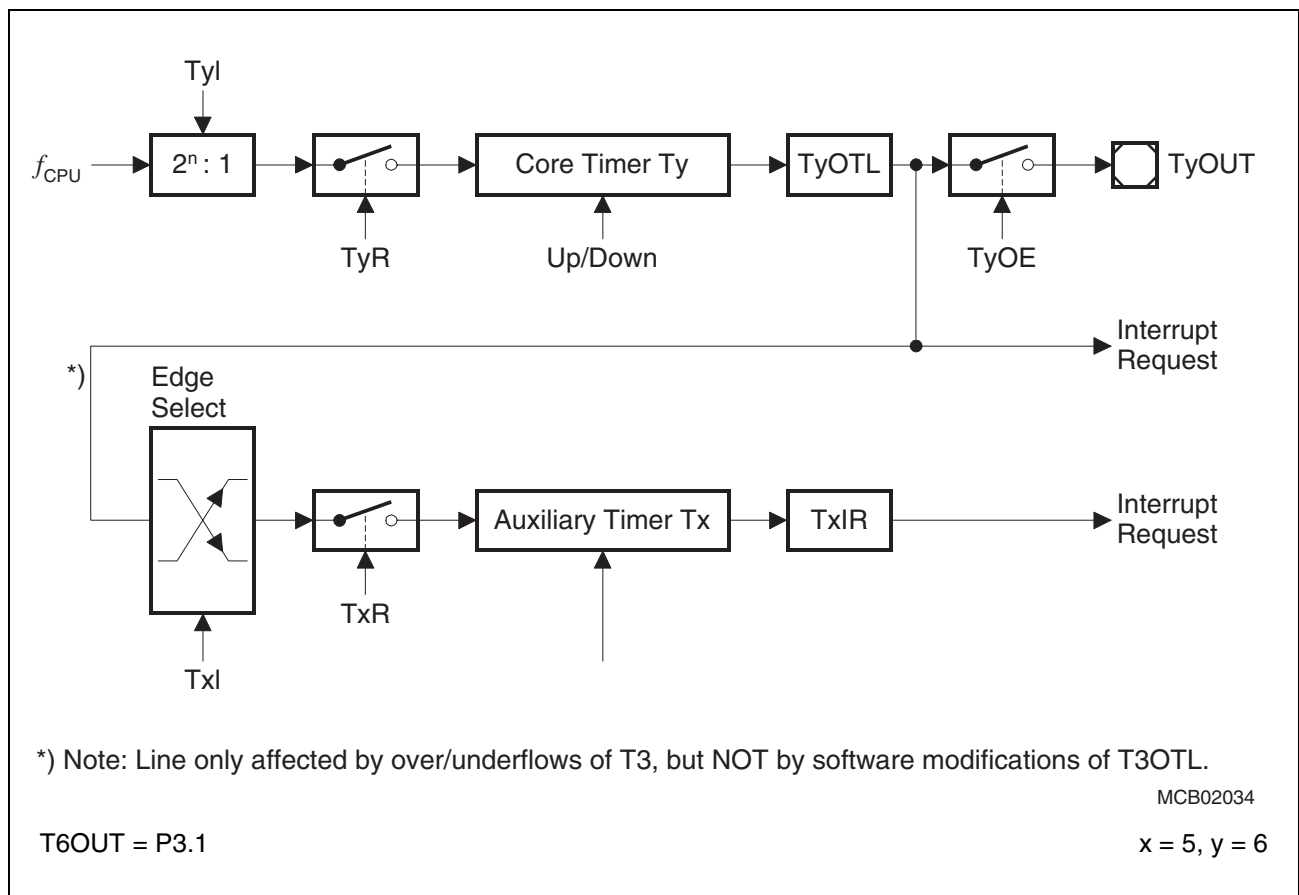 TyI
f CPU
2ⁿ : 1
Core Timer Ty
TyOTL
TyOUT
TyR
Up/Down
TyOE
Interrupt
Request
*)
Edge
Select
Auxiliary Timer Tx
TxIR
Interrupt
Request
TxR
TxI
*) Note: Line only affected by over/underflows of T3, but NOT by software modifications of T3OTL.
MCB02034
T6OUT = P3.1
x = 5, y = 6